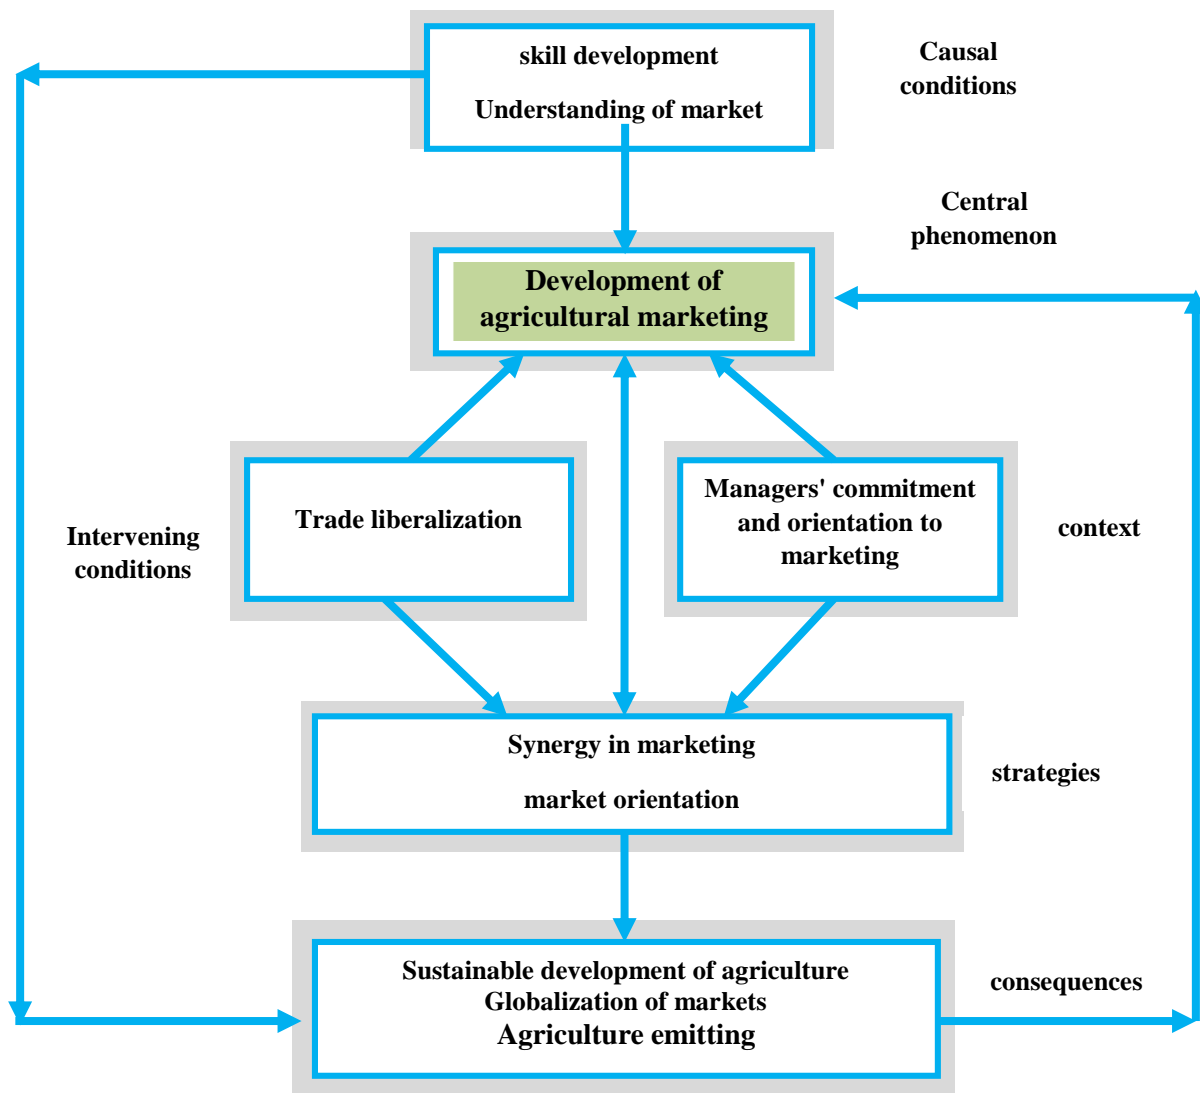 skill development
Understanding of market
Causal
conditions
Central
phenomenon
Development of
agricultural marketing
Intervening
conditions
Trade liberalization
Managers' commitment
and orientation to
marketing
context
Synergy in marketing
market orientation
strategies
Sustainable development of agriculture
Globalization of markets
Agriculture emitting
consequences